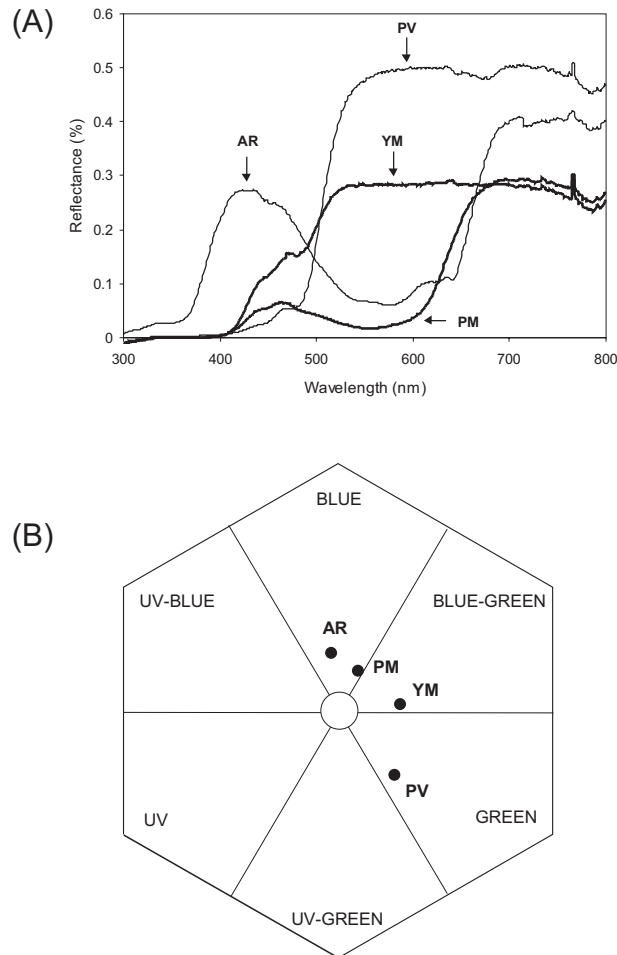 (A)
0.6
0.5
0.4
0.3
0.2
0.1
0
Reflectance (%)
PV
AR
YM
PM
300 400 500 600 700 800
Wavelength (nm)
(B)
BLUE
UV-BLUE
BLUE-GREEN
AR
PM
YM
PV
UV
GREEN
UV-GREEN